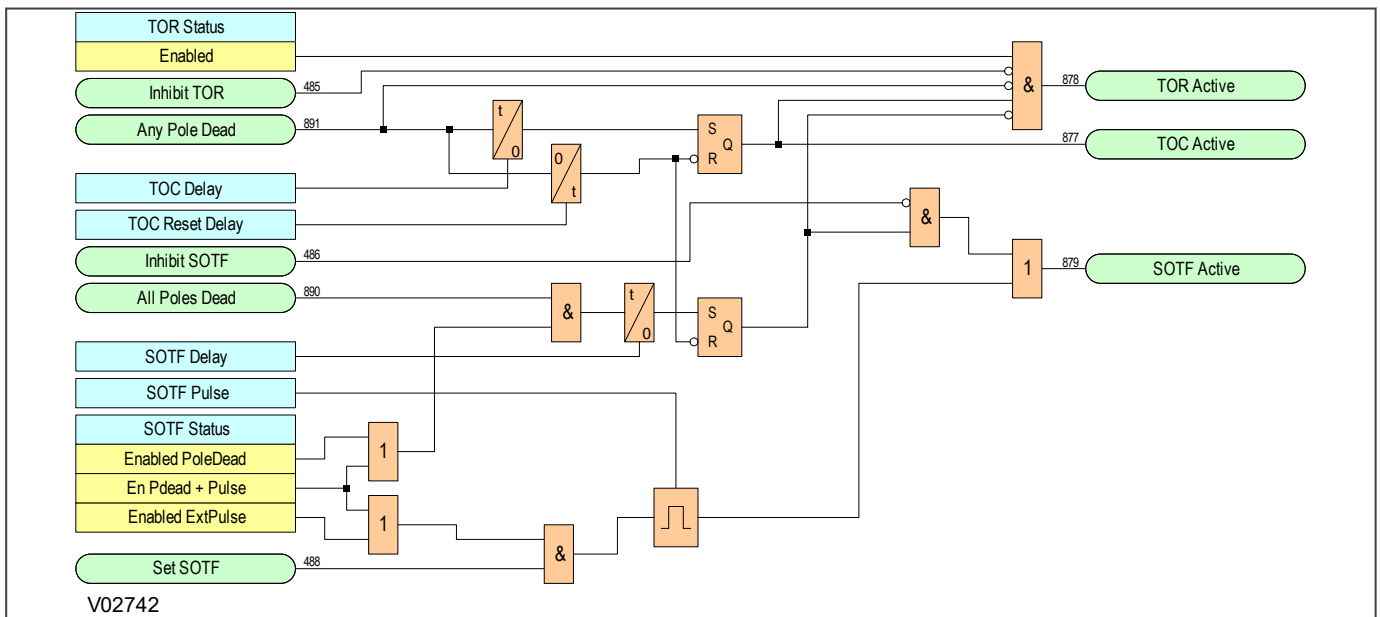 TOR Status
Enabled
Inhibit TOR 485
Any Pole Dead 891
TOC Delay
TOC Reset Delay
Inhibit SOTF 486
All Poles Dead 890
SOTF Delay
SOTF Pulse
SOTF Status
Enabled PoleDead
En Pdead + Pulse
Enabled ExtPulse
Set SOTF 488
t
0
0
t
S
Q
R
&
t
0
S
Q
R
1
1
&
&
878 TOR Active
877 TOC Active
&
1
879 SOTF Active
V02742